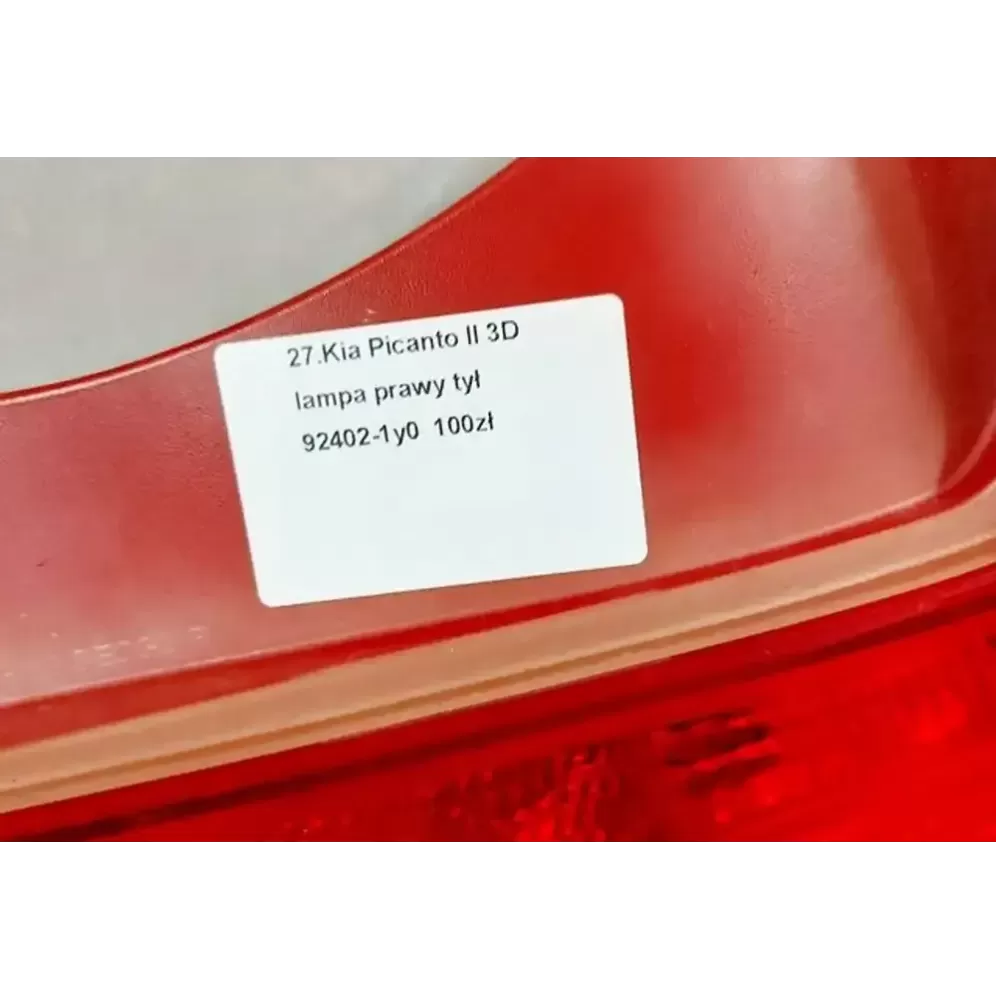 27.Kia Picanto II 3D
lampa prawy tył
92402-1y0 100zł